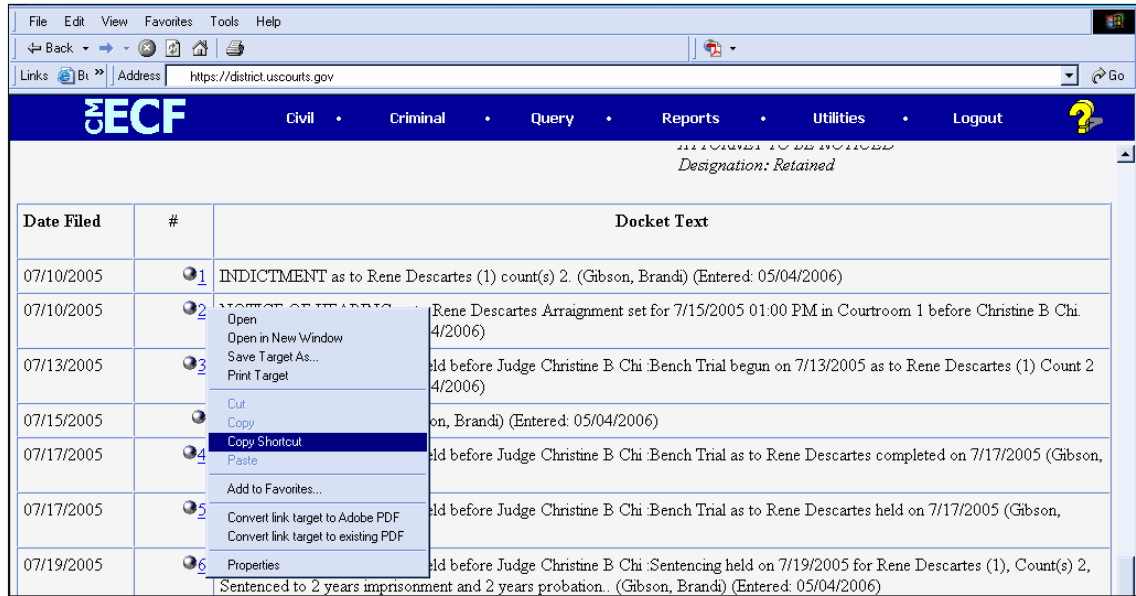 File Edit View Favorites Tools Help
Back
Links Address https://district.uscourts.gov Go
CM ECF Civil • Criminal • Query • Reports • Utilities • Logout ?
ATTORNEY TO BE NOTICED
Designation: Retained
Date Filed # Docket Text
07/10/2005 1 INDICTMENT as to Rene Descartes (1) count(s) 2. (Gibson, Brandi) (Entered: 05/04/2006)
07/10/2005 2 NOTICE OF HEARING Rene Descartes Arraignment set for 7/15/2005 01:00 PM in Courtroom 1 before Christine B Chi.
4/2006)
07/13/2005 3 eld before Judge Christine B Chi :Bench Trial begun on 7/13/2005 as to Rene Descartes (1) Count 2
4/2006)
07/15/2005 on, Brandi) (Entered: 05/04/2006)
07/17/2005 4 eld before Judge Christine B Chi :Bench Trial as to Rene Descartes completed on 7/17/2005 (Gibson,
07/17/2005 5 eld before Judge Christine B Chi :Bench Trial as to Rene Descartes held on 7/17/2005 (Gibson,
07/19/2005 6 eld before Judge Christine B Chi :Sentencing held on 7/19/2005 for Rene Descartes (1), Count(s) 2,
Sentenced to 2 years imprisonment and 2 years probation.. (Gibson, Brandi) (Entered: 05/04/2006)
Open
Open in New Window
Save Target As...
Print Target
Cut
Copy
Copy Shortcut
Paste
Add to Favorites...
Convert link target to Adobe PDF
Convert link target to existing PDF
Properties